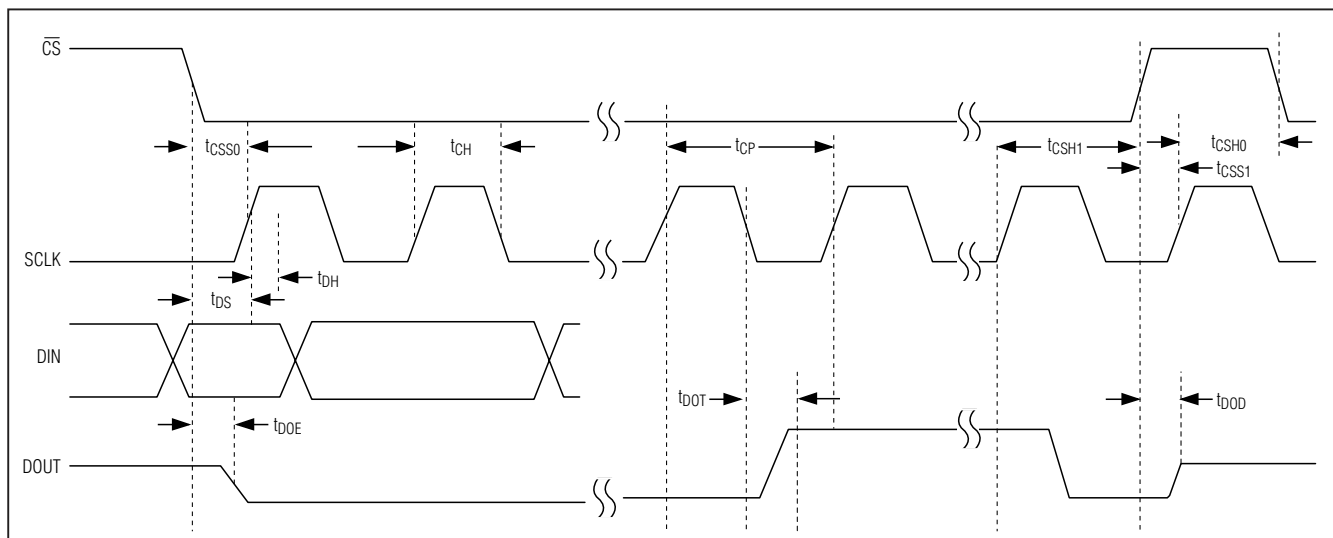 CS
tCSS0
tCH
tCP
tCSH1
tCSH0
tCSS1
SCLK
tDH
tDS
DIN
tDOT
tDOD
tDOE
DOUT